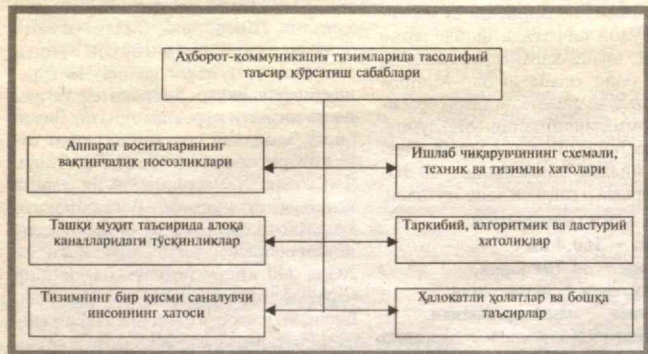 Ахборот-коммуникация тизимларида тасодифий
таъсир кўрсатиш сабаблари
Аппарат воситаларининг
вақтинчалик носозликлари
Ишлаб чиқарувчининг схемали,
техник ва тизимли хатолари
Ташқи муҳит таъсирида алоқа
каналларидаги тўсқинликлар
Таркибий, алгоритмик ва дастурий
хатоликлар
Тизимнинг бир қисми саналувчи
инсоннинг хатоси
Ҳалокатли ҳолатлар ва бошқа
таъсирлар